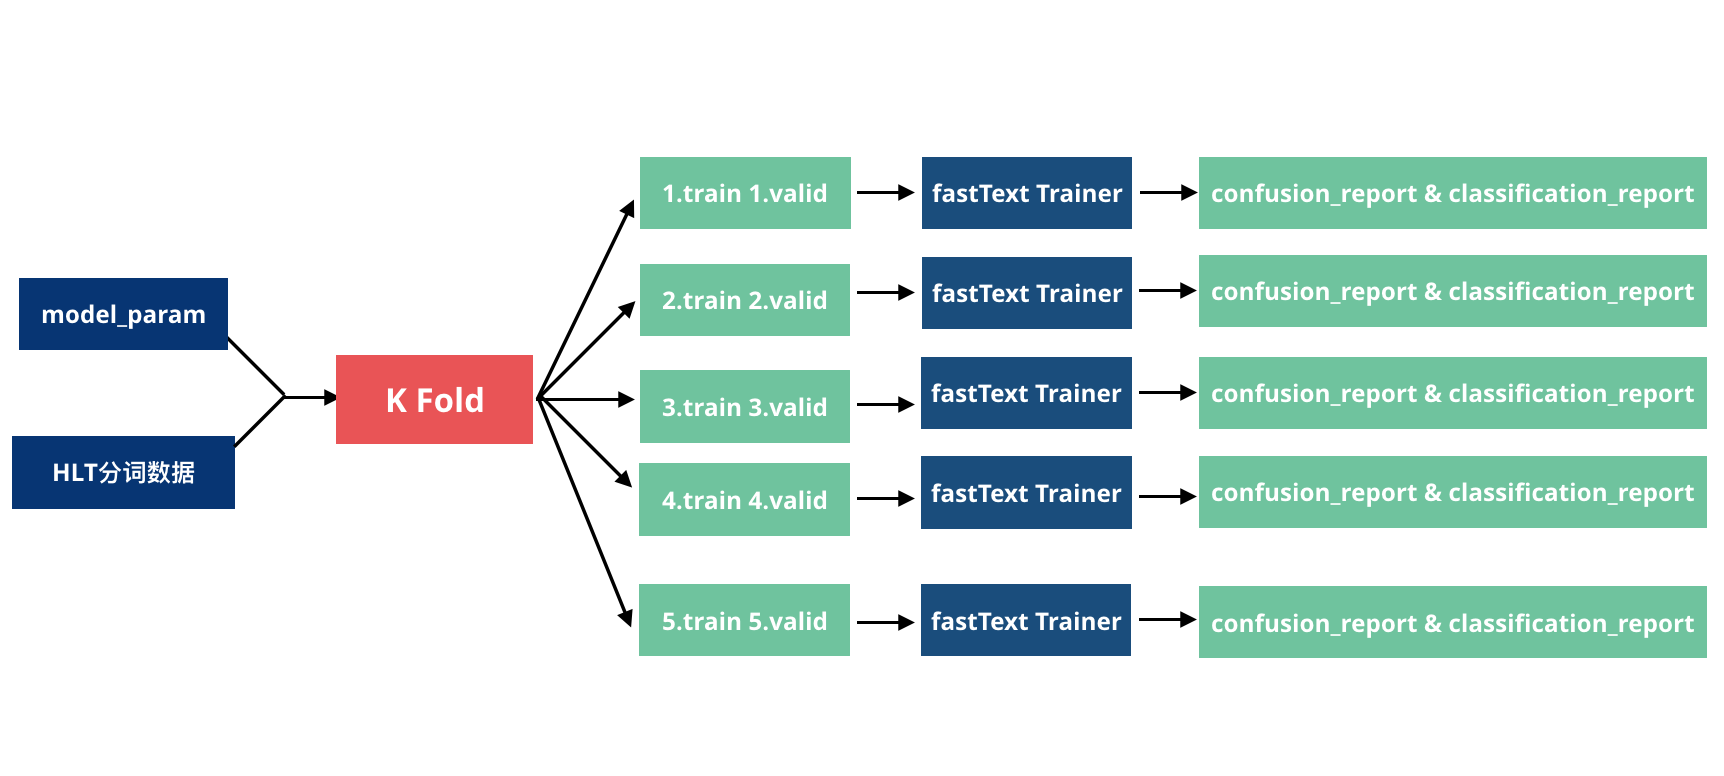 model_param
HLT分词数据
K Fold
1.train 1.valid
fastText Trainer
confusion_report & classification_report
2.train 2.valid
fastText Trainer
confusion_report & classification_report
3.train 3.valid
fastText Trainer
confusion_report & classification_report
4.train 4.valid
fastText Trainer
confusion_report & classification_report
5.train 5.valid
fastText Trainer
confusion_report & classification_report